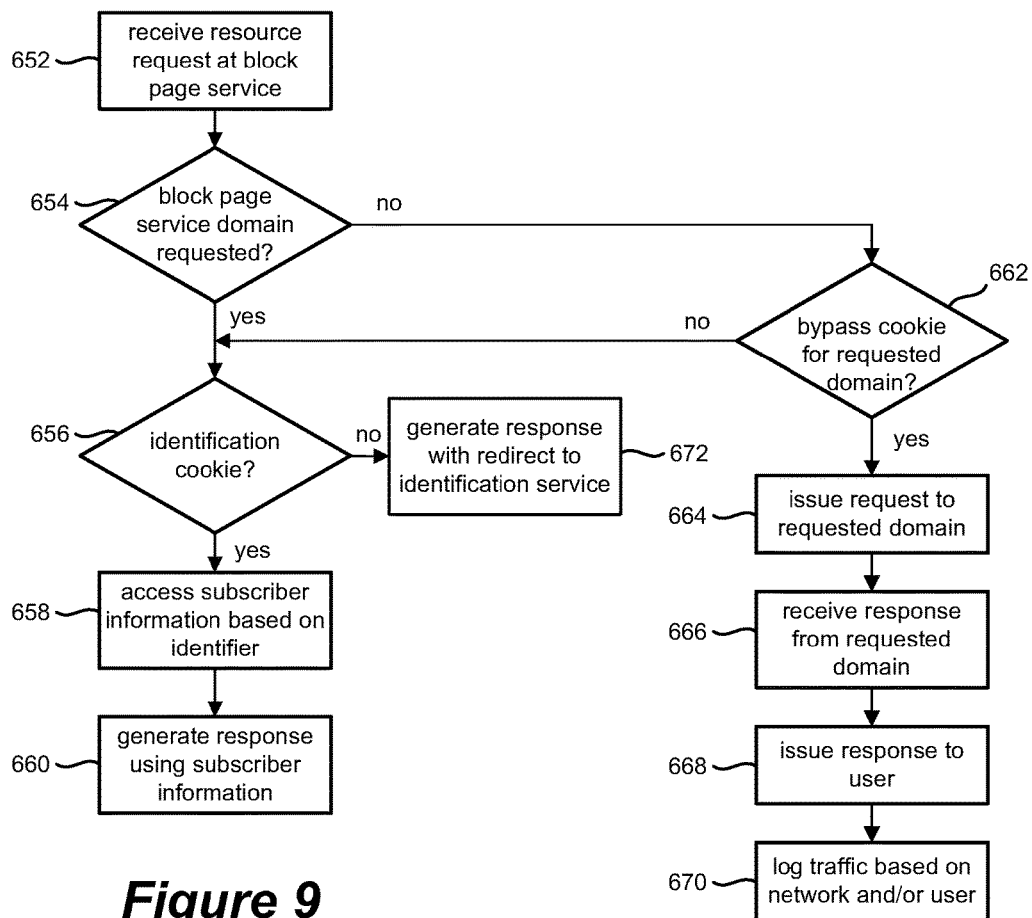 receive resource
request at block
page service
652
block page
service domain
requested?
654
no
yes
662
bypass cookie
for requested
domain?
no
yes
656
identification
cookie?
no
generate response
with redirect to
identification service
672
yes
664
issue request to
requested domain
658
access subscriber
information based on
identifier
666
receive response
from requested
domain
660
generate response
using subscriber
information
668
issue response to
user
670
log traffic based on
network and/or user
Figure 9